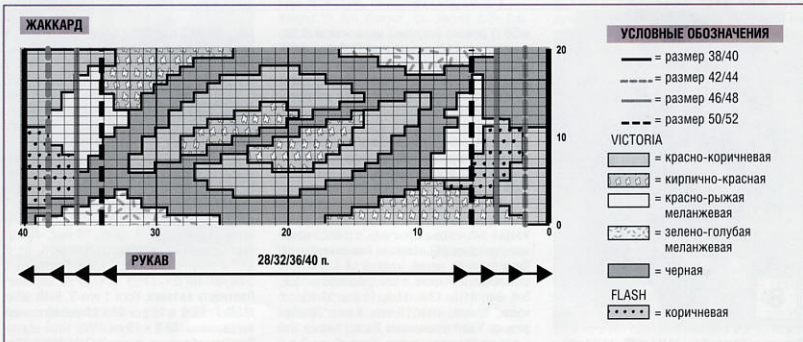 ЖАККАРД
20
10
0
40
30
20
10
0
РУКАВ
28/32/36/40 п.
УСЛОВНЫЕ ОБОЗНАЧЕНИЯ
= размер 38/40
= размер 42/44
= размер 46/48
= размер 50/52
VICTORIA
= красно-коричневая
= кирпично-красная
= красно-рыжая
меланжевая
= зелено-голубая
меланжевая
= черная
FLASH
= коричневая